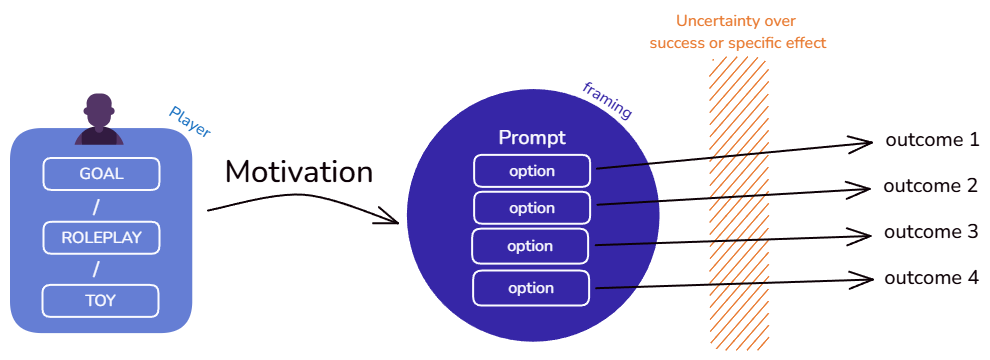 Uncertainty over
success or specific effect
framing
Player
Prompt
GOAL
/
ROLEPLAY
/
TOY
Motivation
option
option
option
option
outcome 1
outcome 2
outcome 3
outcome 4